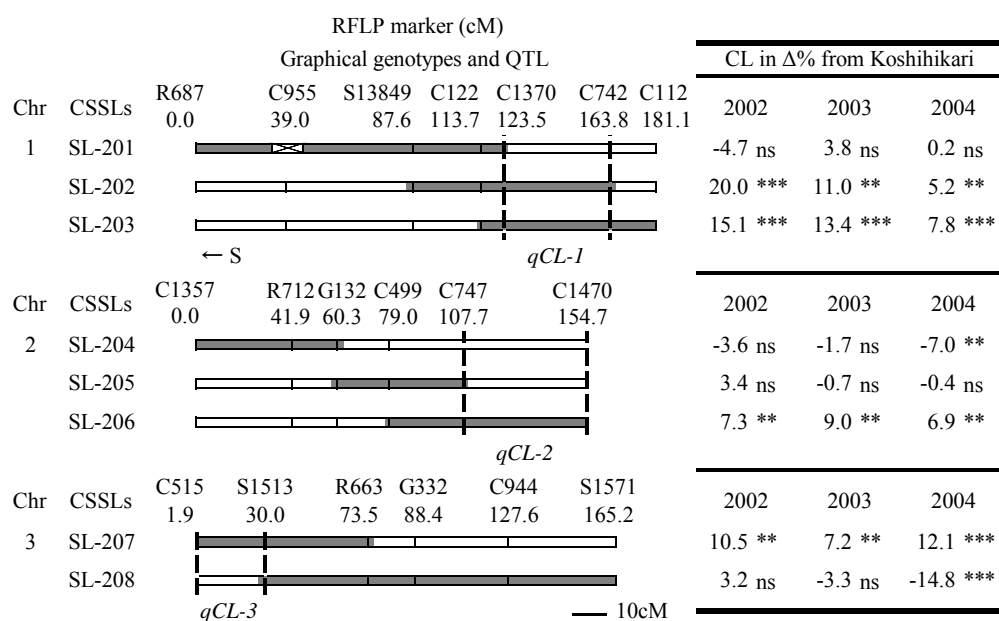 RFLP marker (cM)
Graphical genotypes and QTL
CL in Δ% from Koshihikari
Chr CSSLs R687 C955 S13849 C122 C1370 C742 C112 2002 2003 2004
0.0 39.0 87.6 113.7 123.5 163.8 181.1
1 SL-201 -4.7 ns 3.8 ns 0.2 ns
SL-202 20.0 *** 11.0 ** 5.2 **
SL-203 15.1 *** 13.4 *** 7.8 ***
← S qCL-1
Chr CSSLs C1357 R712 G132 C499 C747 C1470 2002 2003 2004
0.0 41.9 60.3 79.0 107.7 154.7
2 SL-204 -3.6 ns -1.7 ns -7.0 **
SL-205 3.4 ns -0.7 ns -0.4 ns
SL-206 7.3 ** 9.0 ** 6.9 **
qCL-2
Chr CSSLs C515 S1513 R663 G332 C944 S1571 2002 2003 2004
1.9 30.0 73.5 88.4 127.6 165.2
3 SL-207 10.5 ** 7.2 ** 12.1 ***
SL-208 3.2 ns -3.3 ns -14.8 ***
qCL-3 10cM